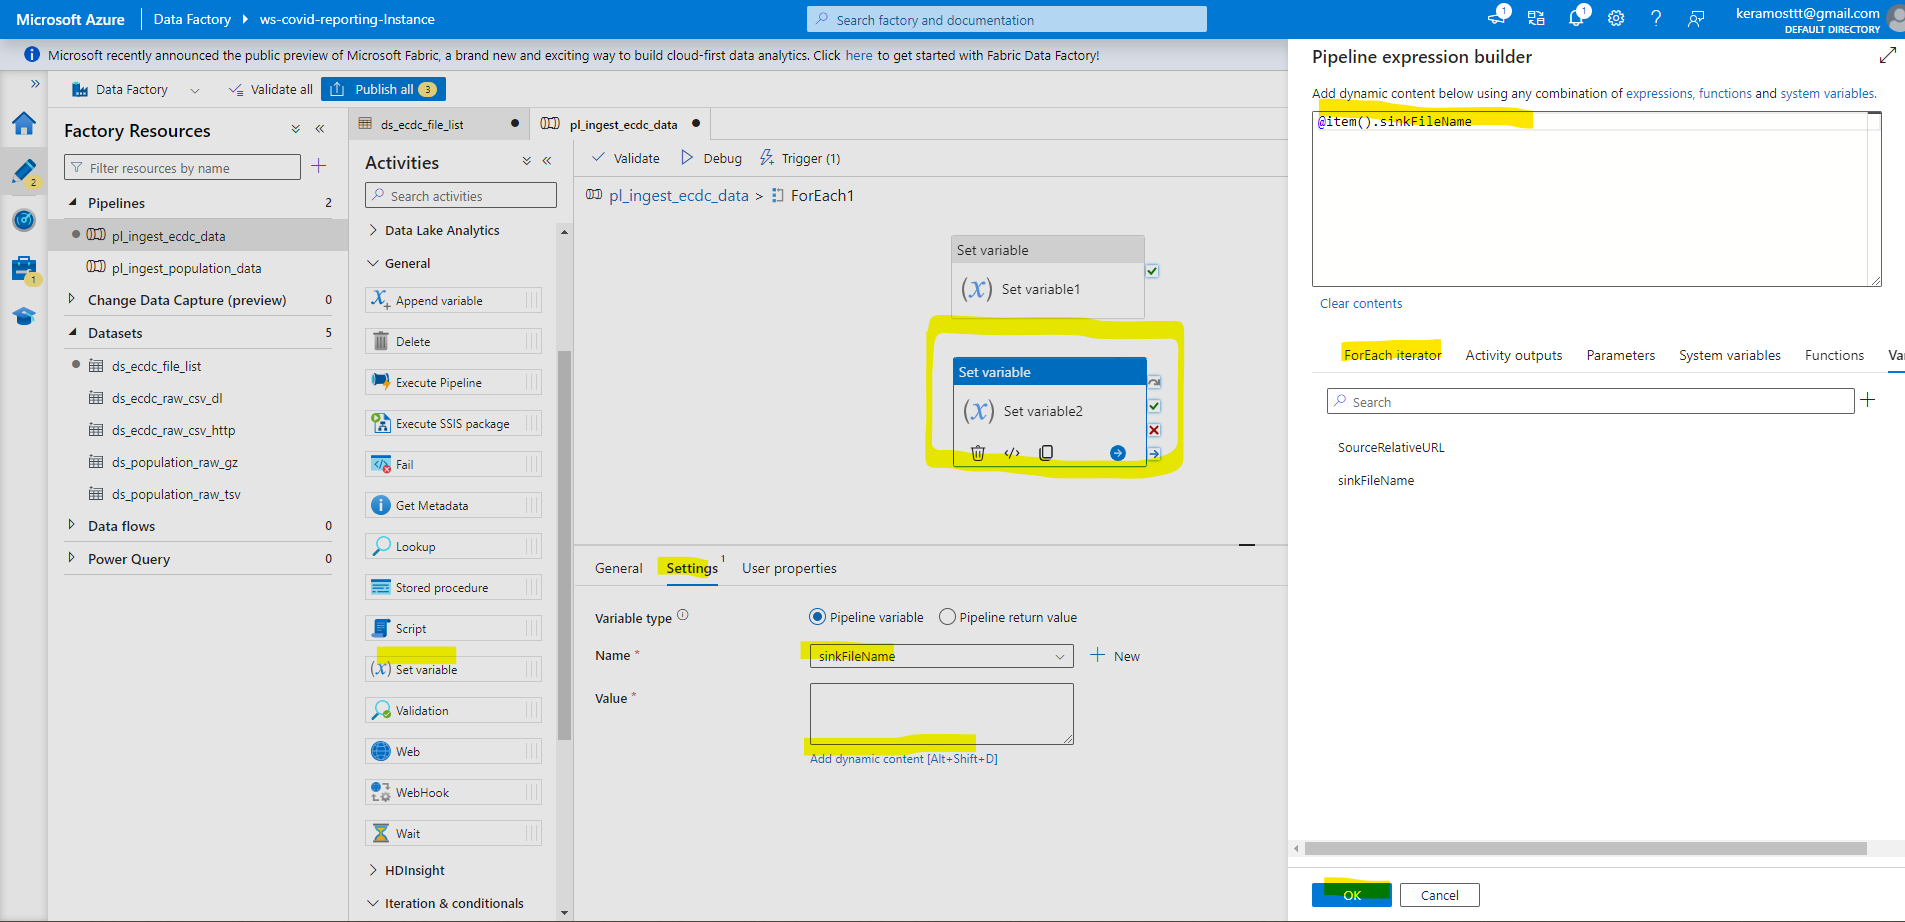 Microsoft Azure
Data Factory
ws-covid-reporting-Instance
Search factory and documentation
1
1
keramosttt@gmail.com
DEFAULT DIRECTORY
Microsoft recently announced the public preview of Microsoft Fabric, a brand new and exciting way to build cloud-first data analytics. Click here to get started with Fabric Data Factory!
Data Factory
Validate all
Publish all 3
Factory Resources
Filter resources by name
2
1
Pipelines 2
pl_ingest_ecdc_data
pl_ingest_population_data
Change Data Capture (preview) 0
Datasets 5
ds_ecdc_file_list
ds_ecdc_raw_csv_dl
ds_ecdc_raw_csv_http
ds_population_raw_gz
ds_population_raw_tsv
Data flows 0
Power Query 0
ds_ecdc_file_list
pl_ingest_ecdc_data
Activities
Search activities
Data Lake Analytics
General
Append variable
Delete
Execute Pipeline
Execute SSIS package
Fail
Get Metadata
Lookup
Stored procedure
Script
(x) Set variable
Validation
Web
WebHook
Wait
HDInsight
Iteration & conditionals
Validate
Debug
Trigger (1)
pl_ingest_ecdc_data > ForEach1
Set variable
(x) Set variable1
Set variable
(x) Set variable2
General
Settings 1
User properties
Variable type
Pipeline variable
Pipeline return value
Name *
sinkFileName
New
Value *
Add dynamic content [Alt+Shift+D]
Pipeline expression builder
Add dynamic content below using any combination of expressions, functions and system variables.
@item().sinkFileName
Clear contents
ForEach iterator
Activity outputs
Parameters
System variables
Functions
Va
Search
SourceRelativeURL
sinkFileName
OK
Cancel